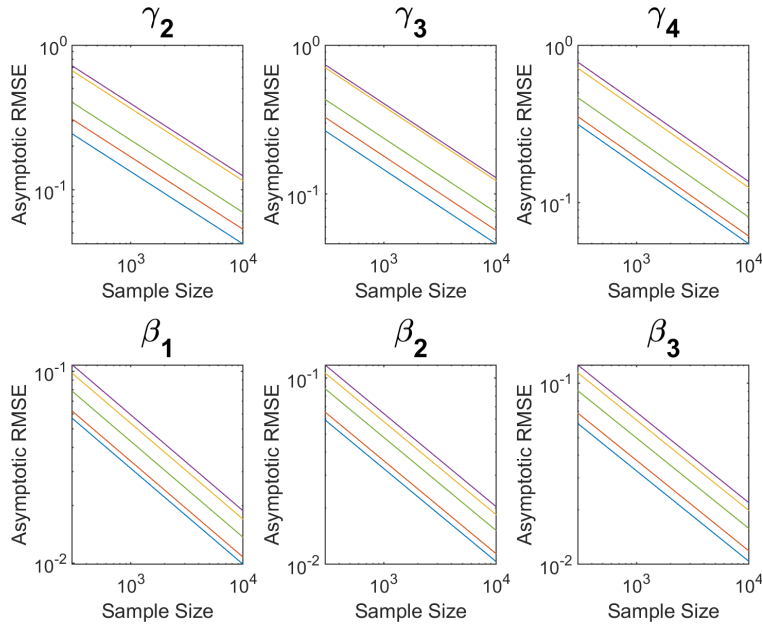 γ2 γ3 γ4
10^0 10^0 10^0
Asymptotic RMSE Asymptotic RMSE Asymptotic RMSE
10^-1 10^-1 10^-1
10^3 10^4 10^3 10^4 10^3 10^4
Sample Size Sample Size Sample Size
β1 β2 β3
10^-1 10^-1 10^-1
Asymptotic RMSE Asymptotic RMSE Asymptotic RMSE
10^-2 10^-2 10^-2
10^3 10^4 10^3 10^4 10^3 10^4
Sample Size Sample Size Sample Size